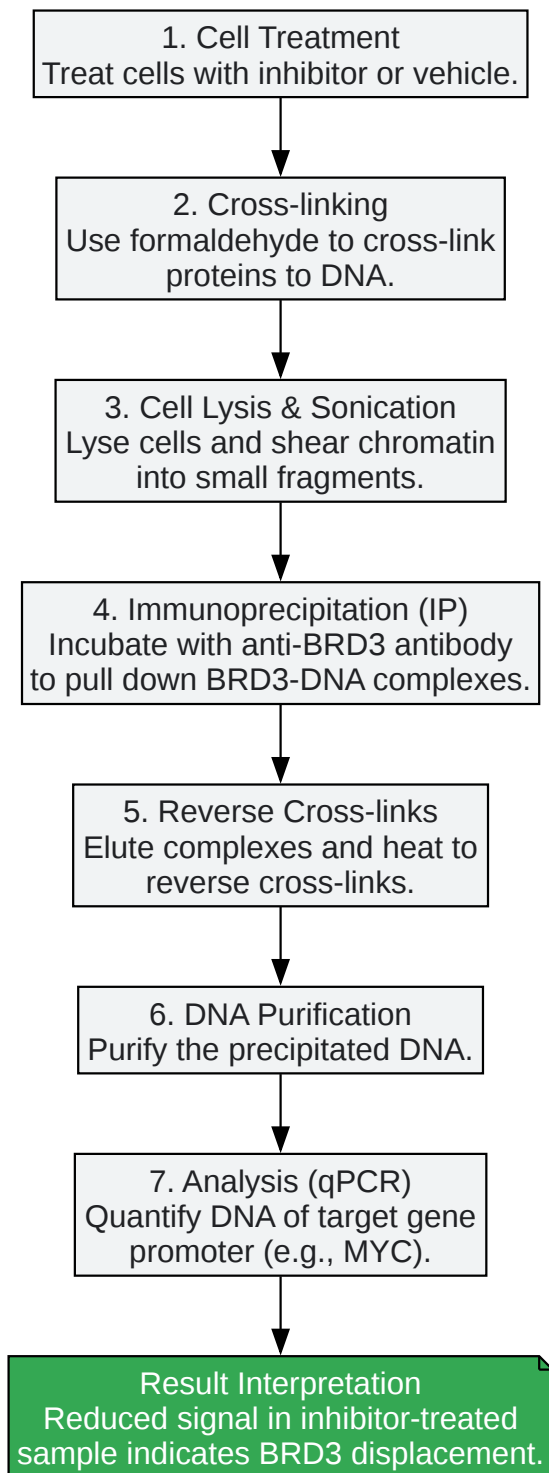 1. Cell Treatment
Treat cells with inhibitor or vehicle.
2. Cross-linking
Use formaldehyde to cross-link
proteins to DNA.
3. Cell Lysis & Sonication
Lyse cells and shear chromatin
into small fragments.
4. Immunoprecipitation (IP)
Incubate with anti-BRD3 antibody
to pull down BRD3-DNA complexes.
5. Reverse Cross-links
Elute complexes and heat to
reverse cross-links.
6. DNA Purification
Purify the precipitated DNA.
7. Analysis (qPCR)
Quantify DNA of target gene
promoter (e.g., MYC).
Result Interpretation
Reduced signal in inhibitor-treated
sample indicates BRD3 displacement.